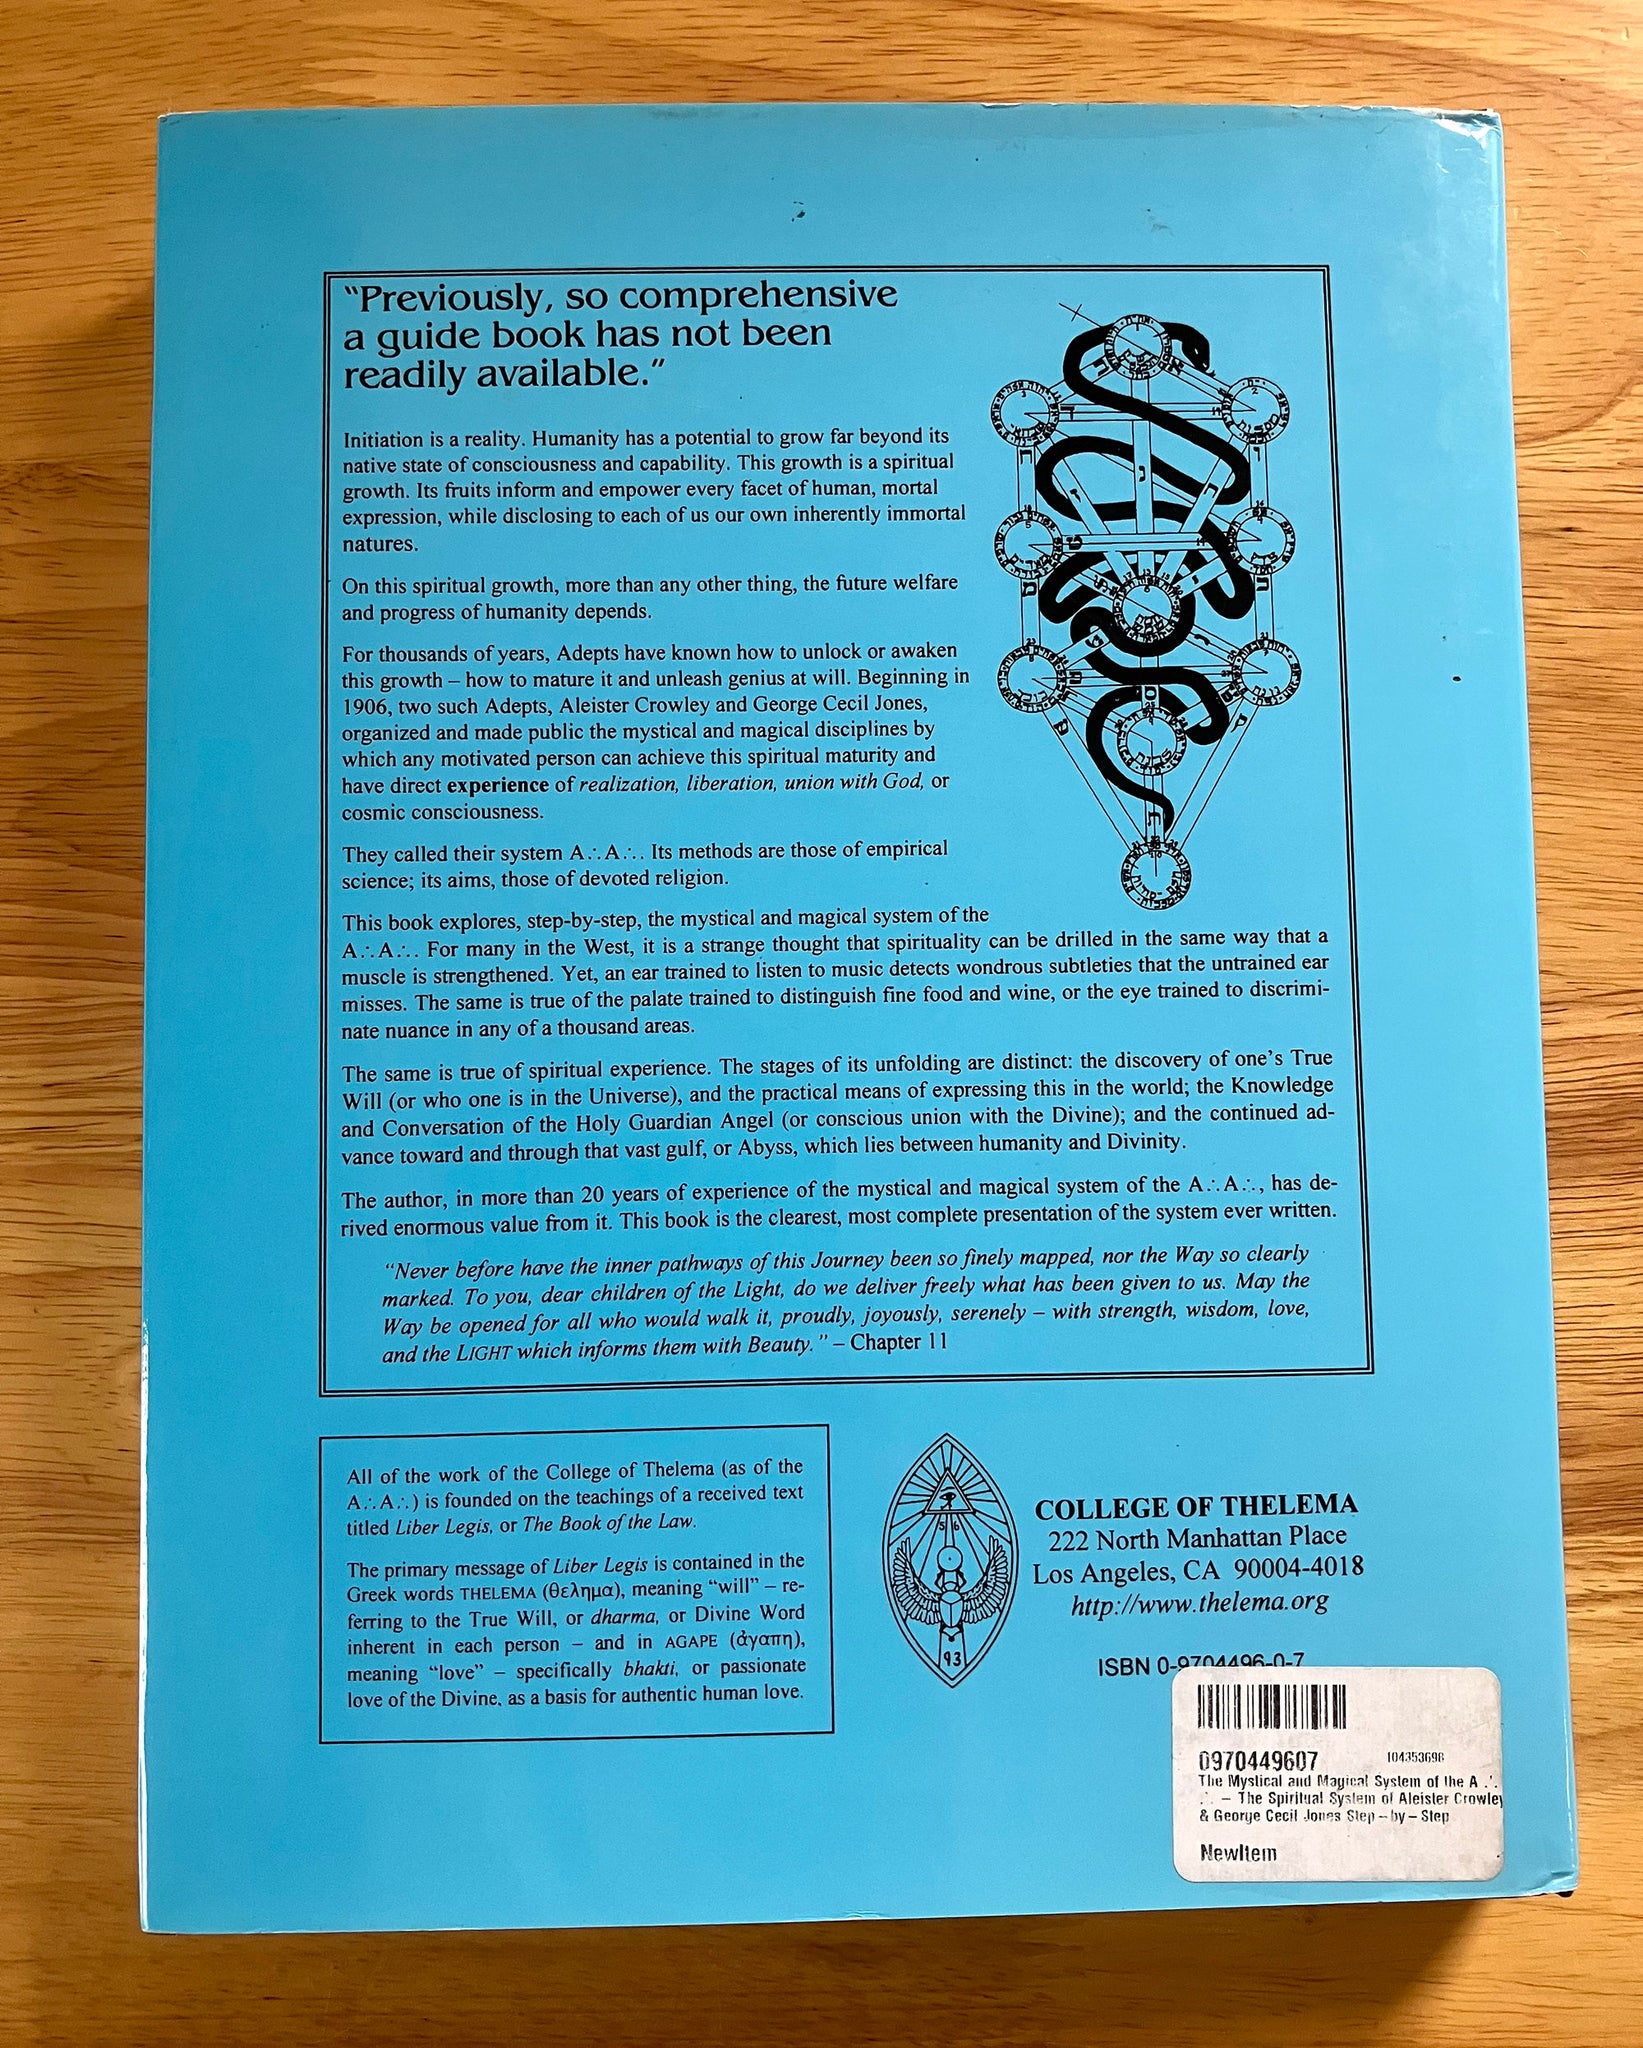 "Previously, so comprehensive
a guide book has not been
readily available."
Initiation is a reality. Humanity has a potential to grow far beyond its
native state of consciousness and capability. This growth is a spiritual
growth. Its fruits inform and empower every facet of human, mortal
expression, while disclosing to each of us our own inherently immortal
natures.
On this spiritual growth, more than any other thing, the future welfare
and progress of humanity depends.
For thousands of years, Adepts have known how to unlock or awaken
this growth – how to mature it and unleash genius at will. Beginning in
1906, two such Adepts, Aleister Crowley and George Cecil Jones,
organized and made public the mystical and magical disciplines by
which any motivated person can achieve this spiritual maturity and
have direct experience of realization, liberation, union with God, or
cosmic consciousness.
They called their system A∴A∴. Its methods are those of empirical
science; its aims, those of devoted religion.
This book explores, step-by-step, the mystical and magical system of the
A∴A∴. For many in the West, it is a strange thought that spirituality can be drilled in the same way that a
muscle is strengthened. Yet, an ear trained to listen to music detects wondrous subtleties that the untrained ear
misses. The same is true of the palate trained to distinguish fine food and wine, or the eye trained to discrimi-
nate nuance in any of a thousand areas.
The same is true of spiritual experience. The stages of its unfolding are distinct: the discovery of one's True
Will (or who one is in the Universe), and the practical means of expressing this in the world; the Knowledge
and Conversation of the Holy Guardian Angel (or conscious union with the Divine); and the continued ad-
vance toward and through that vast gulf, or Abyss, which lies between humanity and Divinity.
The author, in more than 20 years of experience of the mystical and magical system of the A∴A∴, has de-
rived enormous value from it. This book is the clearest, most complete presentation of the system ever written.
"Never before have the inner pathways of this Journey been so finely mapped, nor the Way so clearly
marked. To you, dear children of the Light, do we deliver freely what has been given to us. May the
Way be opened for all who would walk it, proudly, joyously, serenely – with strength, wisdom, love,
and the LIGHT which informs them with Beauty." – Chapter 11
All of the work of the College of Thelema (as of the
A∴A∴) is founded on the teachings of a received text
titled Liber Legis, or The Book of the Law.
The primary message of Liber Legis is contained in the
Greek words THELEMA (θελημα), meaning "will" – re-
ferring to the True Will, or dharma, or Divine Word
inherent in each person – and in AGAPE (ἀγαπη),
meaning "love" – specifically bhakti, or passionate
love of the Divine, as a basis for authentic human love.
5 6
93
COLLEGE OF THELEMA
222 North Manhattan Place
Los Angeles, CA 90004-4018
http://www.thelema.org
ISBN 0-9704496-0-7
0970449607 104353698
The Mystical and Magical System of the A .'.
.'. – The Spiritual System of Aleister Crowley
& George Cecil Jones Step – by – Step
NewItem